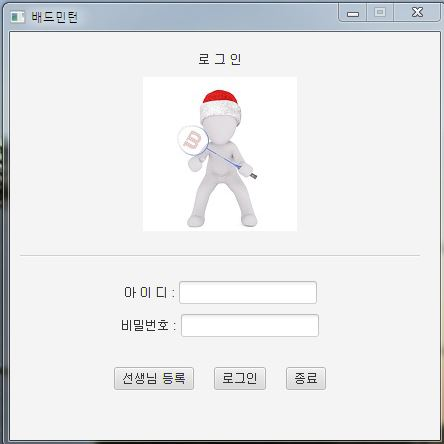 배드민턴
로 그 인
W
아 이 디 :
비밀번호 :
선생님 등록 로그인 종료